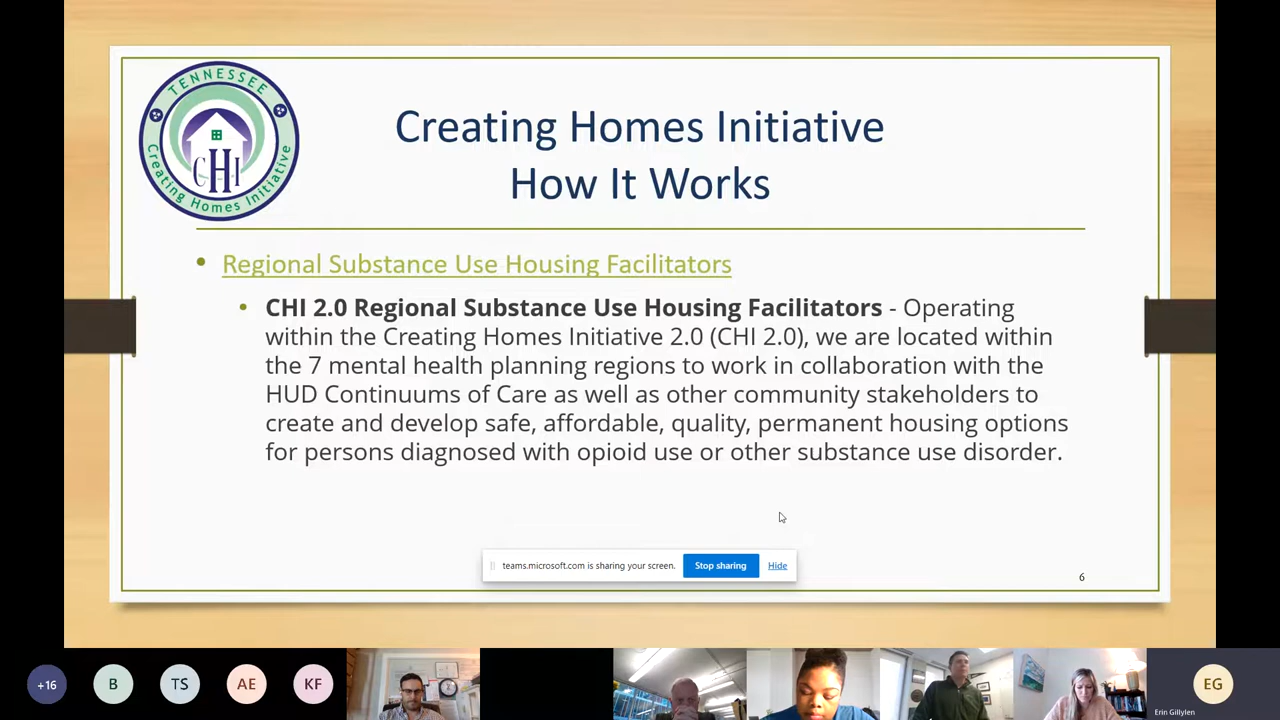 TENNESSEE
CHI
Creating Homes Initiative
Creating Homes Initiative
How It Works
• Regional Substance Use Housing Facilitators
• CHI 2.0 Regional Substance Use Housing Facilitators - Operating
within the Creating Homes Initiative 2.0 (CHI 2.0), we are located within
the 7 mental health planning regions to work in collaboration with the
HUD Continuums of Care as well as other community stakeholders to
create and develop safe, affordable, quality, permanent housing options
for persons diagnosed with opioid use or other substance use disorder.
teams.microsoft.com is sharing your screen. Stop sharing Hide
6
+16 B TS AE KF EG
Erin Gillylen